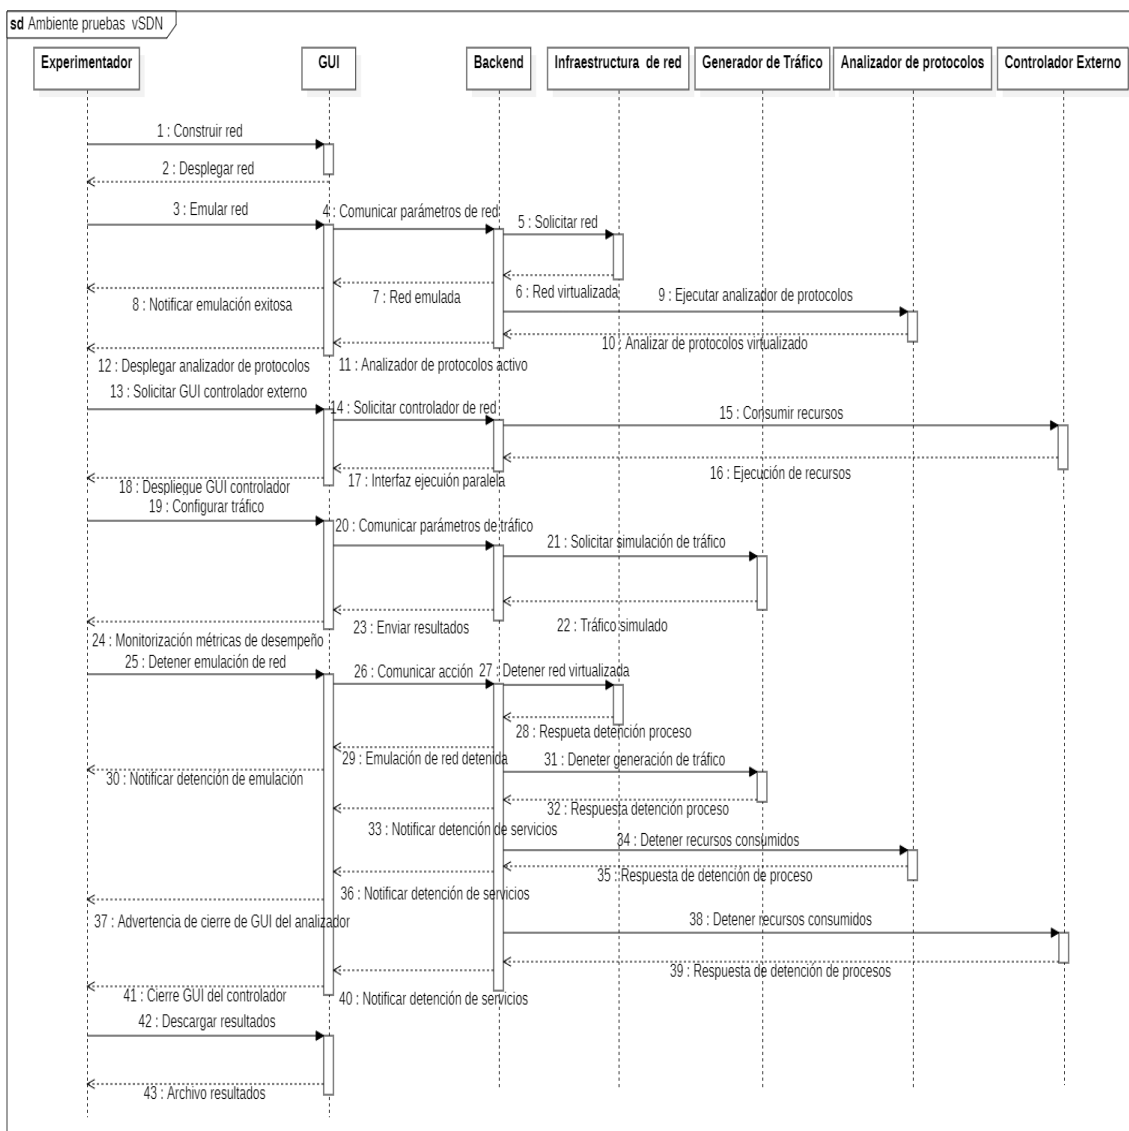 sd Ambiente pruebas vSDN
Experimentador
GUI
Backend
Infraestructura de red
Generador de Tráfico
Analizador de protocolos
Controlador Externo
1 : Construir red
2 : Desplegar red
3 : Emular red
4 : Comunicar parámetros de red
5 : Solicitar red
6 : Red virtualizada
7 : Red emulada
8 : Notificar emulación exitosa
9 : Ejecutar analizador de protocolos
10 : Analizar de protocolos virtualizado
11 : Analizador de protocolos activo
12 : Desplegar analizador de protocolos
13 : Solicitar GUI controlador externo
14 : Solicitar controlador de red
15 : Consumir recursos
16 : Ejecución de recursos
17 : Interfaz ejecuión paralela
18 : Despliegue GUI controlador
19 : Configurar tráfico
20 : Comunicar parámetros de tráfico
21 : Solicitar simulación de tráfico
22 : Tráfico simulado
23 : Enviar resultados
24 : Monitorización métricas de desempeño
25 : Detener emulación de red
26 : Comunicar acción
27 : Detener red virtualizada
28 : Respueta detención proceso
29 : Emulación de red detenida
30 : Notificar detención de emulación
31 : Deneter generación de tráfico
32 : Respuesta detención proceso
33 : Notificar detención de servicios
34 : Detener recursos consumidos
35 : Respuesta de detención de proceso
36 : Notificar detención de servicios
37 : Advertencia de cierre de GUI del analizador
38 : Detener recursos consumidos
39 : Respuesta de detención de procesos
40 : Notificar detención de servicios
41 : Cierre GUI del controlador
42 : Descargar resultados
43 : Archivo resultados